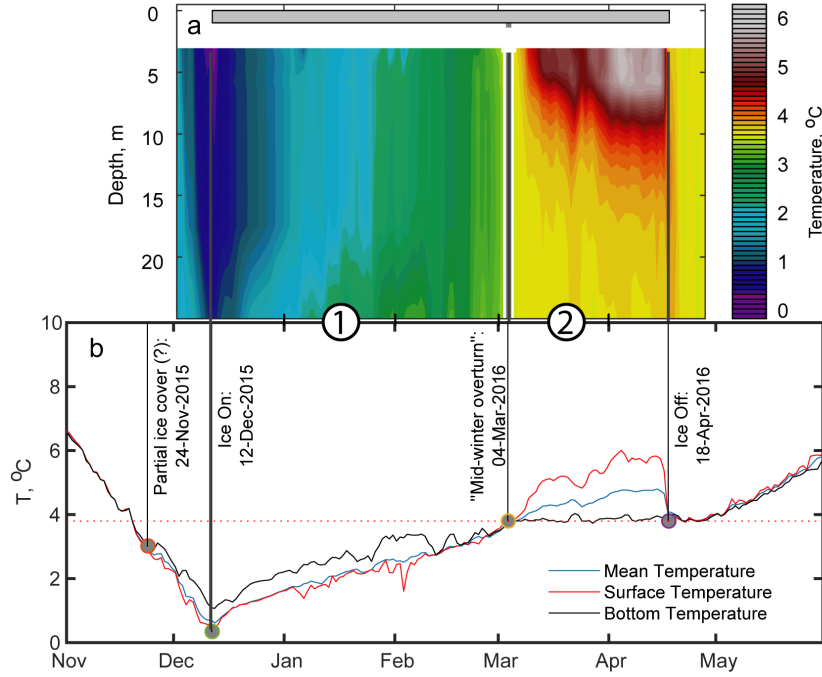 a
0
5
10
15
20
Depth, m
6
5
4
3
2
1
0
Temperature, °C
1
2
b
10
8
6
4
2
0
T, °C
Partial ice cover (?):
24-Nov-2015
Ice On:
12-Dec-2015
"Mid-winter overturn":
04-Mar-2016
Ice Off:
18-Apr-2016
Mean Temperature
Surface Temperature
Bottom Temperature
Nov
Dec
Jan
Feb
Mar
Apr
May